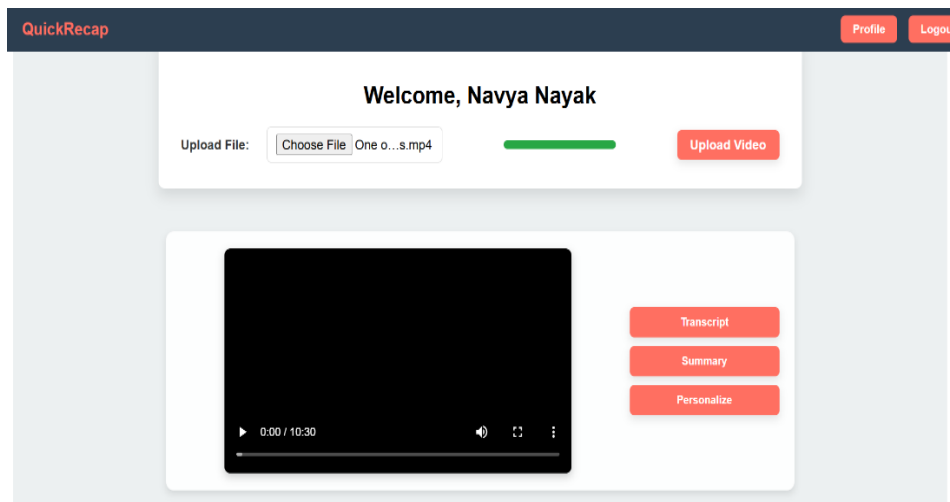 QuickRecap
Profile
Logou
Welcome, Navya Nayak
Upload File:
Choose File One o...s.mp4
Upload Video
Transcript
Summary
Personalize
0:00 / 10:30